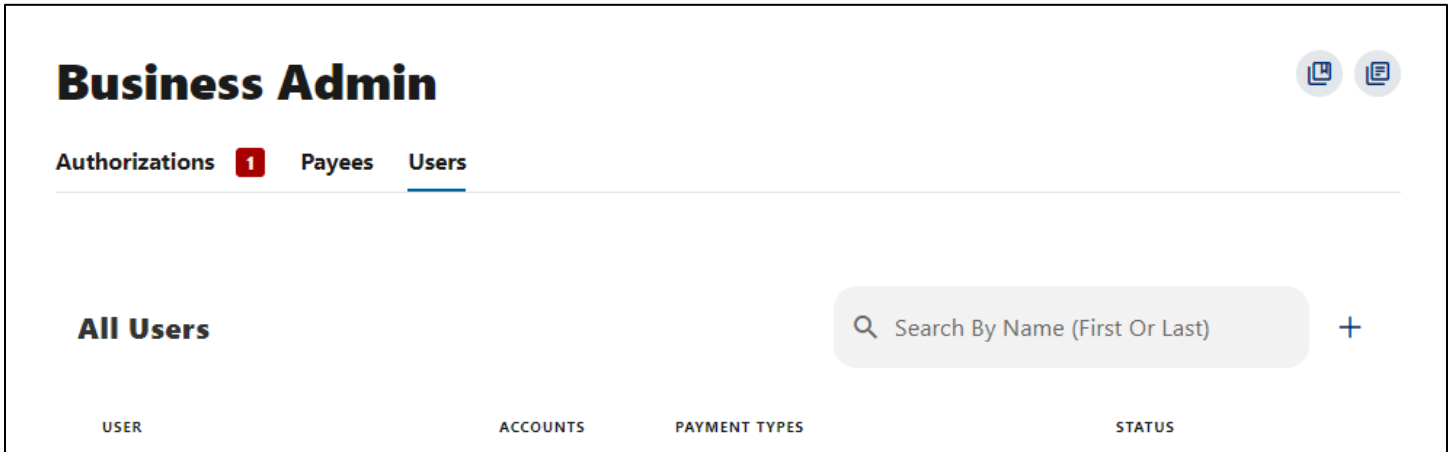 Business Admin
Authorizations 1 Payees Users
All Users
Search By Name (First Or Last)
USER ACCOUNTS PAYMENT TYPES STATUS